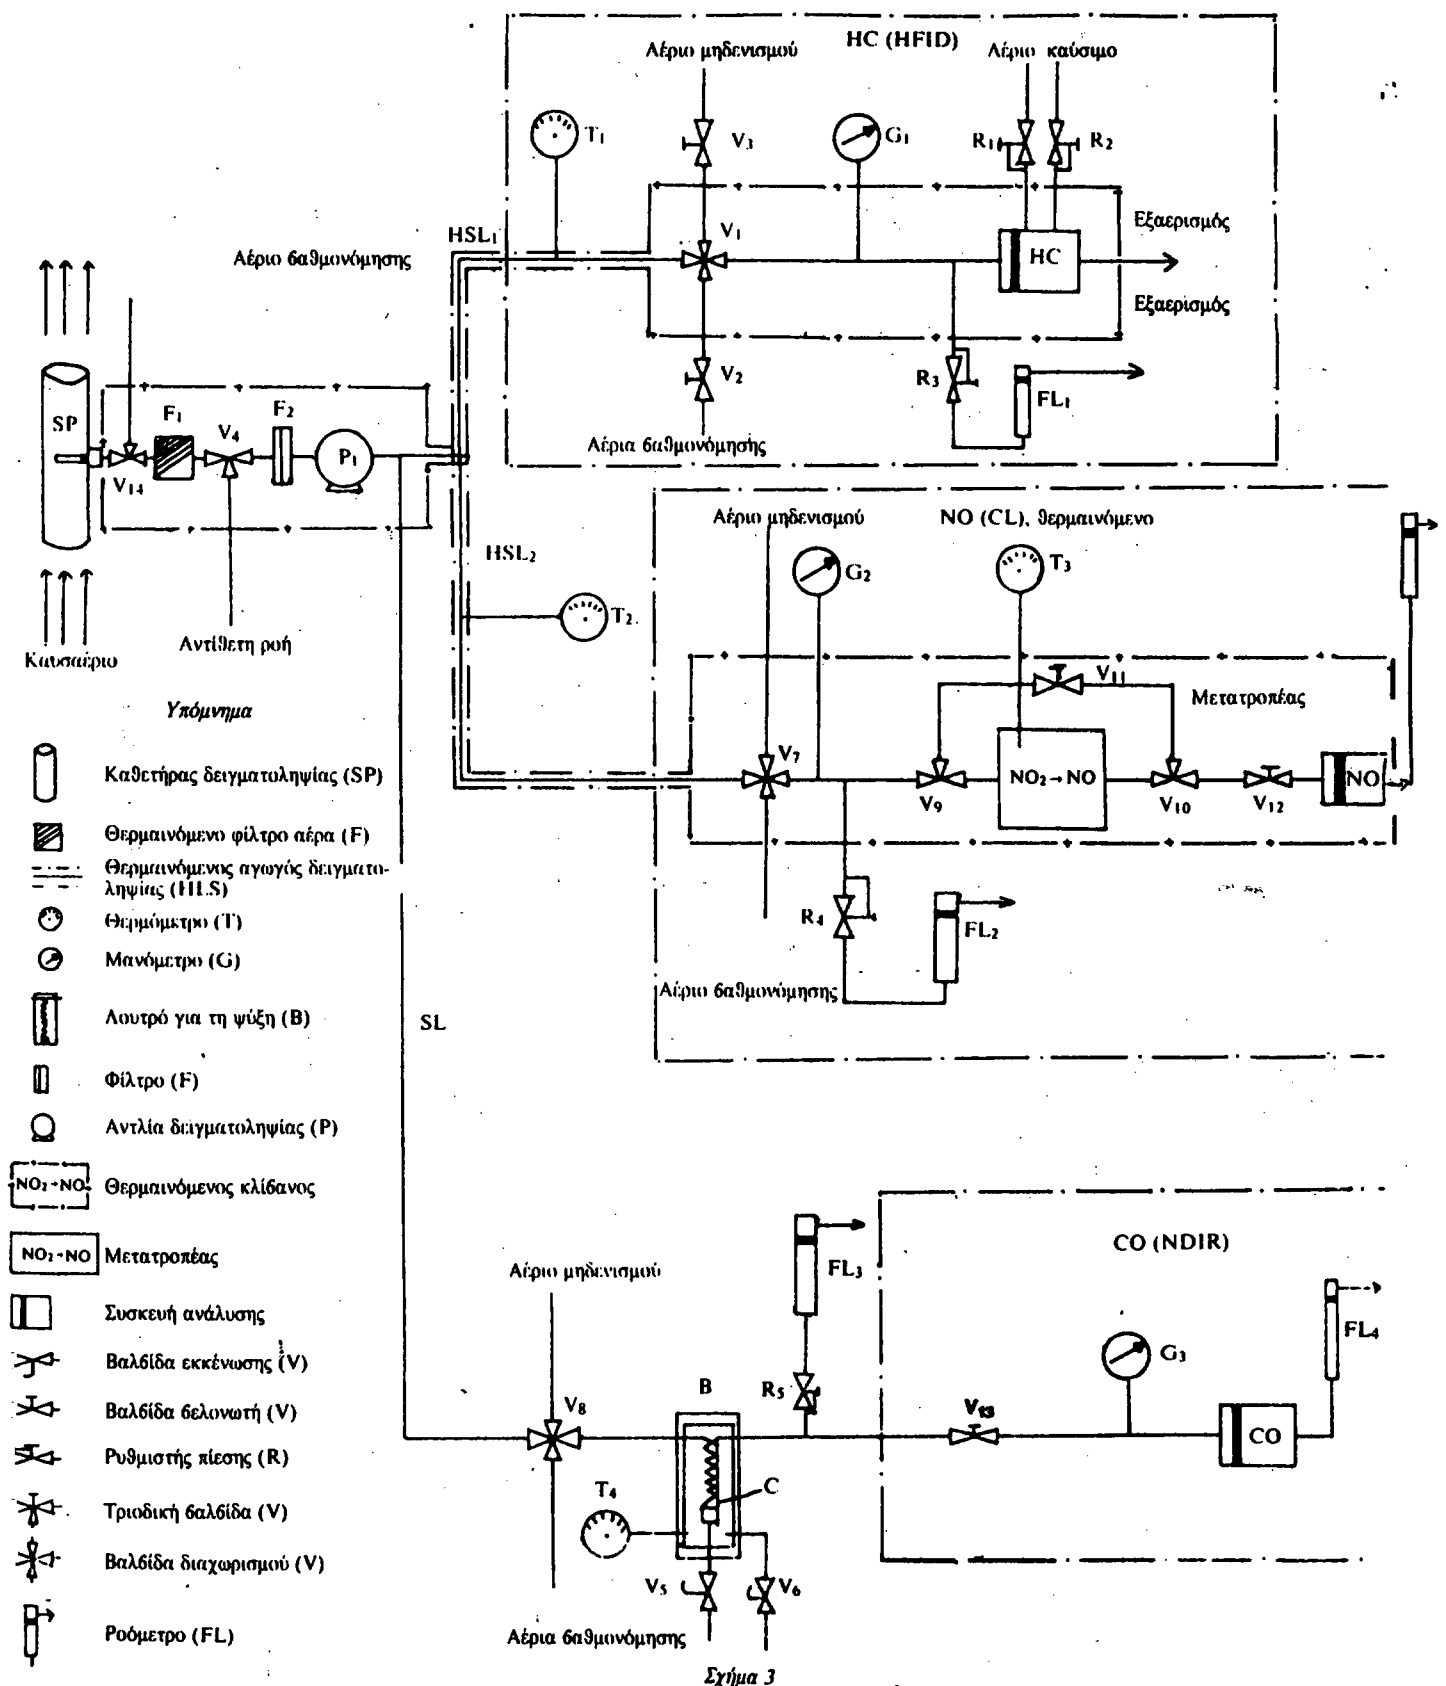 HC (HFID)
Αέριο μηδενισμού
Αέριο καύσιμο
T1
V3
G1
R1
R2
HSL1
V1
Εξαερισμός
Αέριο βαθμονόμησης
HC
Εξαερισμός
V2
R3
FL1
SP
F1
V4
F2
P1
V14
Αέρια βαθμονόμησής
Αέριο μηδενισμού
NO (CL), θερμαινόμενο
HSL2
G2
T3
T2
Καυσαέριο
Αντίθετη ροή
V11
Μετατροπέας
Υπόμνημα
V7
NO2→NO
NO
V9
V10
V12
Καθετήρας δειγματοληψίας (SP)
Θερμαινόμενο φίλτρο αέρα (F)
Θερμαινόμενος αγωγός δειγματο-
ληψίας (HLS)
Θερμόμετρο (T)
R4
FL2
Μανόμετρο (G)
Αέριο βαθμονόμησης
Λουτρό για τη ψύξη (B)
SL
Φίλτρο (F)
Αντλία δειγματοληψίας (P)
NO2→NO
Θερμαινόμενος κλίβανος
NO2→NO
Μετατροπέας
Αέριο μηδενισμού
FL3
CO (NDIR)
Συσκευή ανάλυσης
FL4
Βαλβίδα εκκένωσης (V)
G3
R5
B
Βαλβίδα βελονωτή (V)
V8
V13
CO
Ρυθμιστής πίεσης (R)
T4
C
Τριοδική βαλβίδα (V)
Βαλβίδα διαχωρισμού (V)
V5
V6
Ροόμετρο (FL)
Αέρια βαθμονόμησης
Σχήμα 3